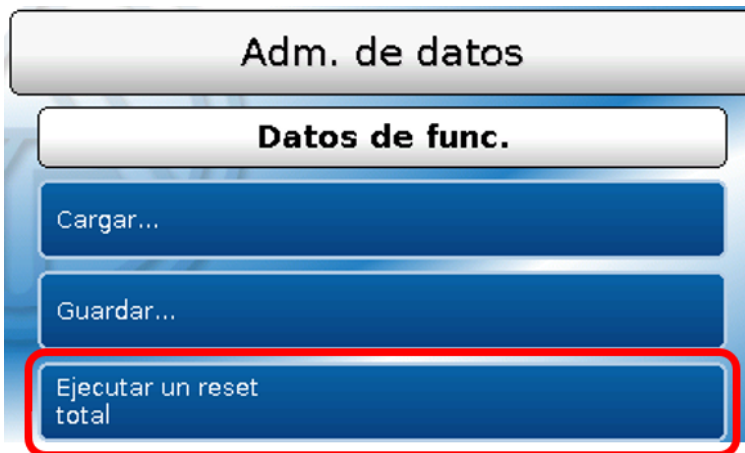 Adm. de datos
Datos de func.
Cargar...
Guardar...
Ejecutar un reset
total